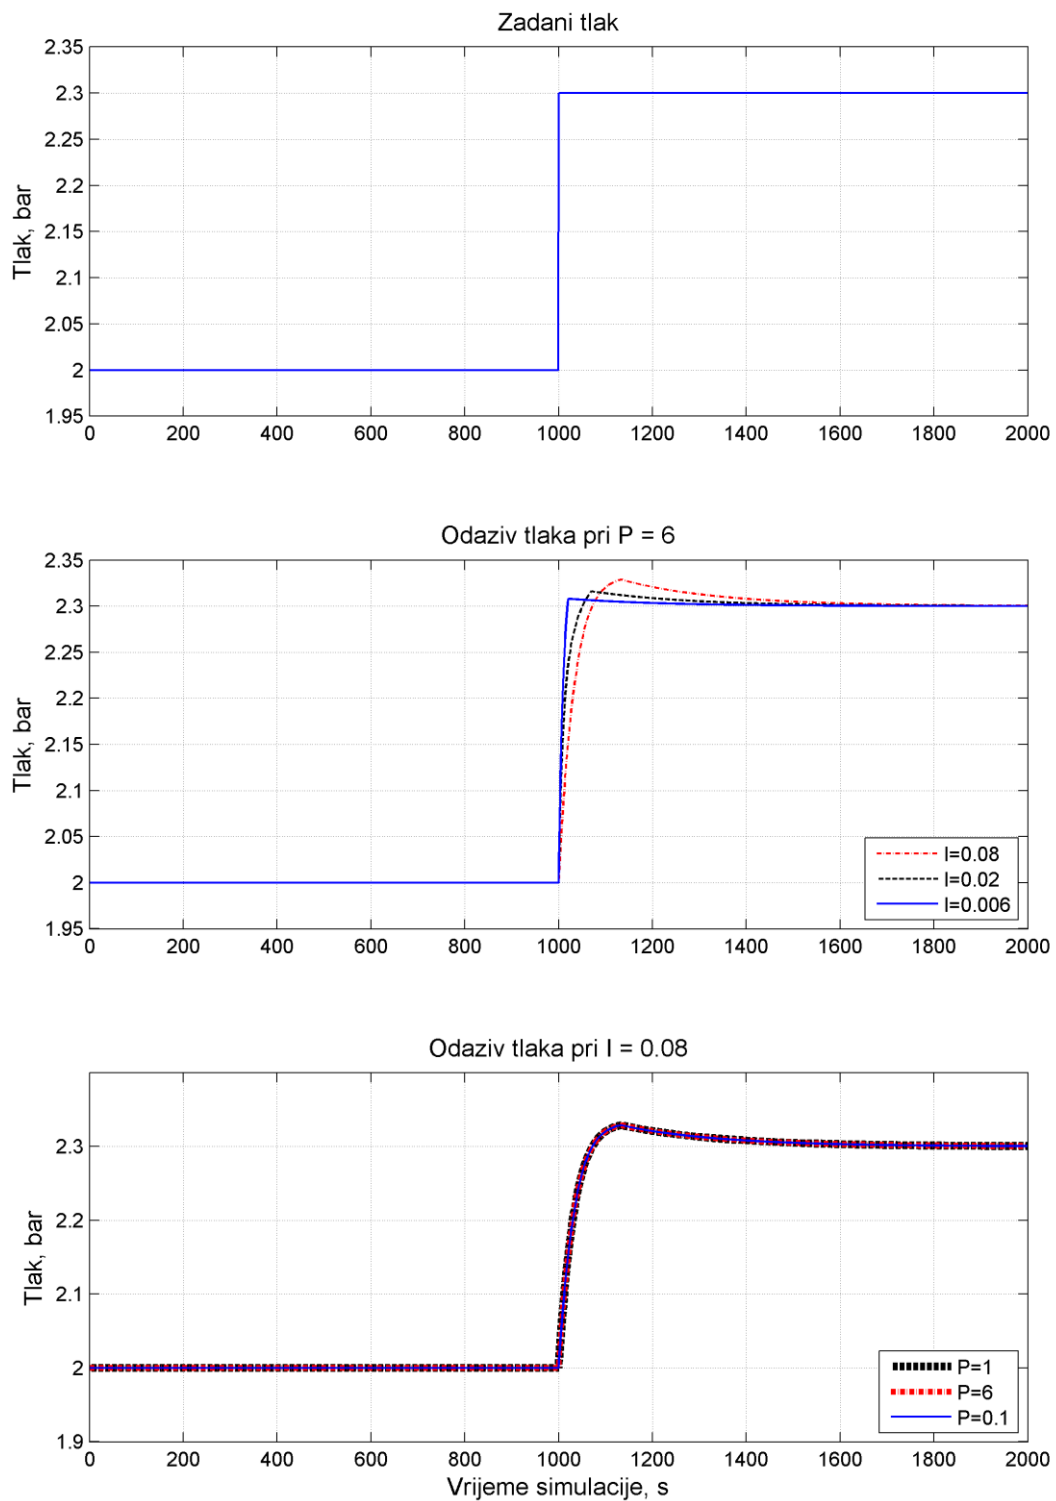 Zadani tlak
2.35
2.3
2.25
2.2
2.15
2.1
2.05
2
1.95
Tlak, bar
0 200 400 600 800 1000 1200 1400 1600 1800 2000
Odaziv tlaka pri P = 6
2.35
2.3
2.25
2.2
2.15
2.1
2.05
2
1.95
Tlak, bar
I=0.08
I=0.02
I=0.006
0 200 400 600 800 1000 1200 1400 1600 1800 2000
Odaziv tlaka pri I = 0.08
2.3
2.2
2.1
2
1.9
Tlak, bar
P=1
P=6
P=0.1
0 200 400 600 800 1000 1200 1400 1600 1800 2000
Vrijeme simulacije, s